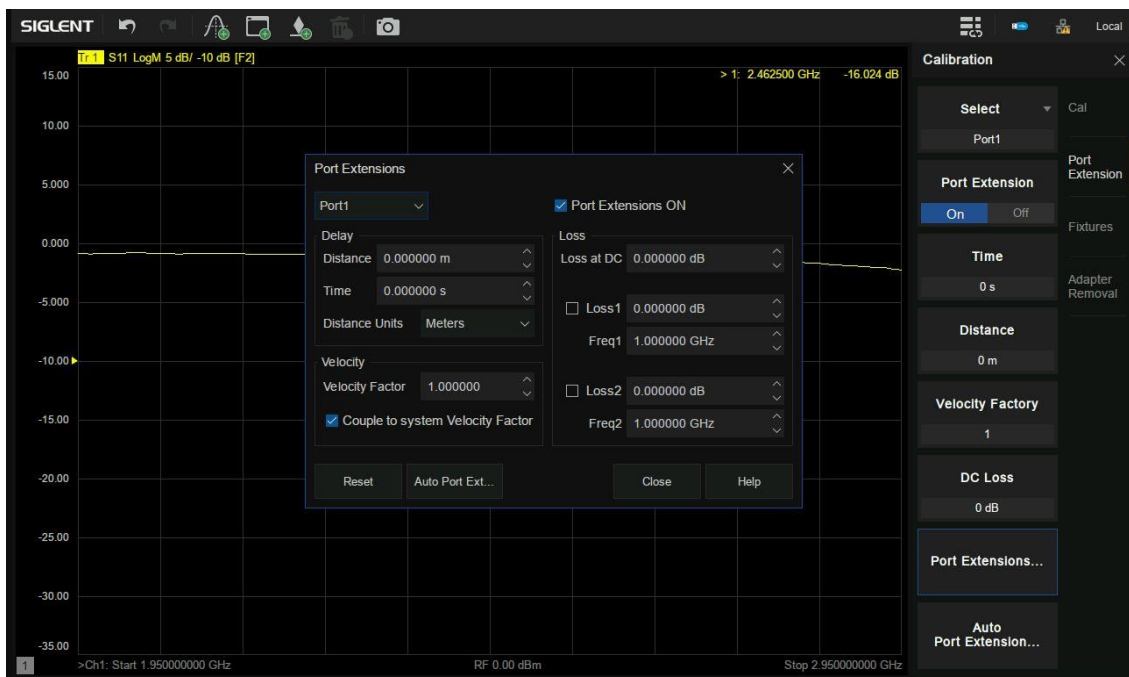 SIGLENT
Local
Tr 1 S11 LogM 5 dB/ -10 dB [F2]
> 1: 2.462500 GHz -16.024 dB
15.00
10.00
5.000
0.000
-5.000
-10.00
-15.00
-20.00
-25.00
-30.00
-35.00
Port Extensions
Port1
Port Extensions ON
Delay
Distance 0.000000 m
Time 0.000000 s
Distance Units Meters
Velocity
Velocity Factor 1.000000
Couple to system Velocity Factor
Loss
Loss at DC 0.000000 dB
Loss1 0.000000 dB
Freq1 1.000000 GHz
Loss2 0.000000 dB
Freq2 1.000000 GHz
Reset Auto Port Ext... Close Help
1 >Ch1: Start 1.950000000 GHz RF 0.00 dBm Stop 2.950000000 GHz
Calibration
Select
Port1
Port Extension
On Off
Time
0 s
Distance
0 m
Velocity Factory
1
DC Loss
0 dB
Port Extensions...
Auto
Port Extension...
Cal
Port
Extension
Fixtures
Adapter
Removal